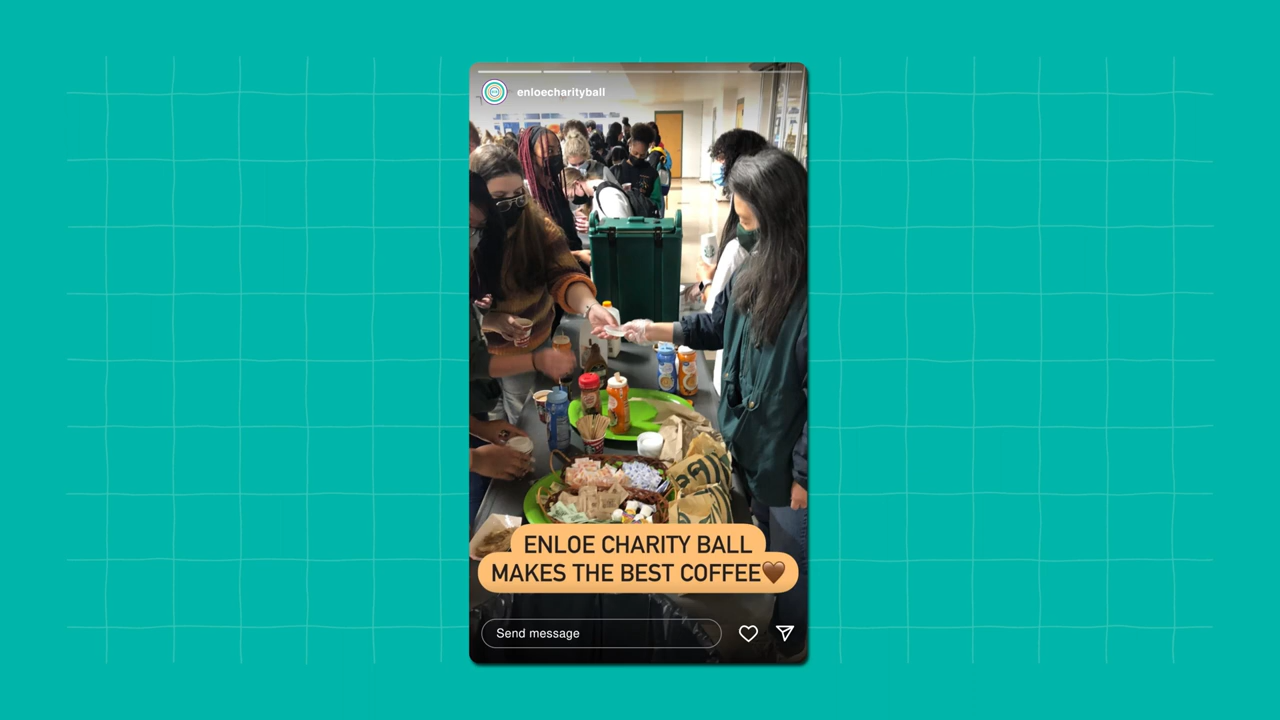 enloecharityball
ENLOE CHARITY BALL
MAKES THE BEST COFFEE🤎
Send message